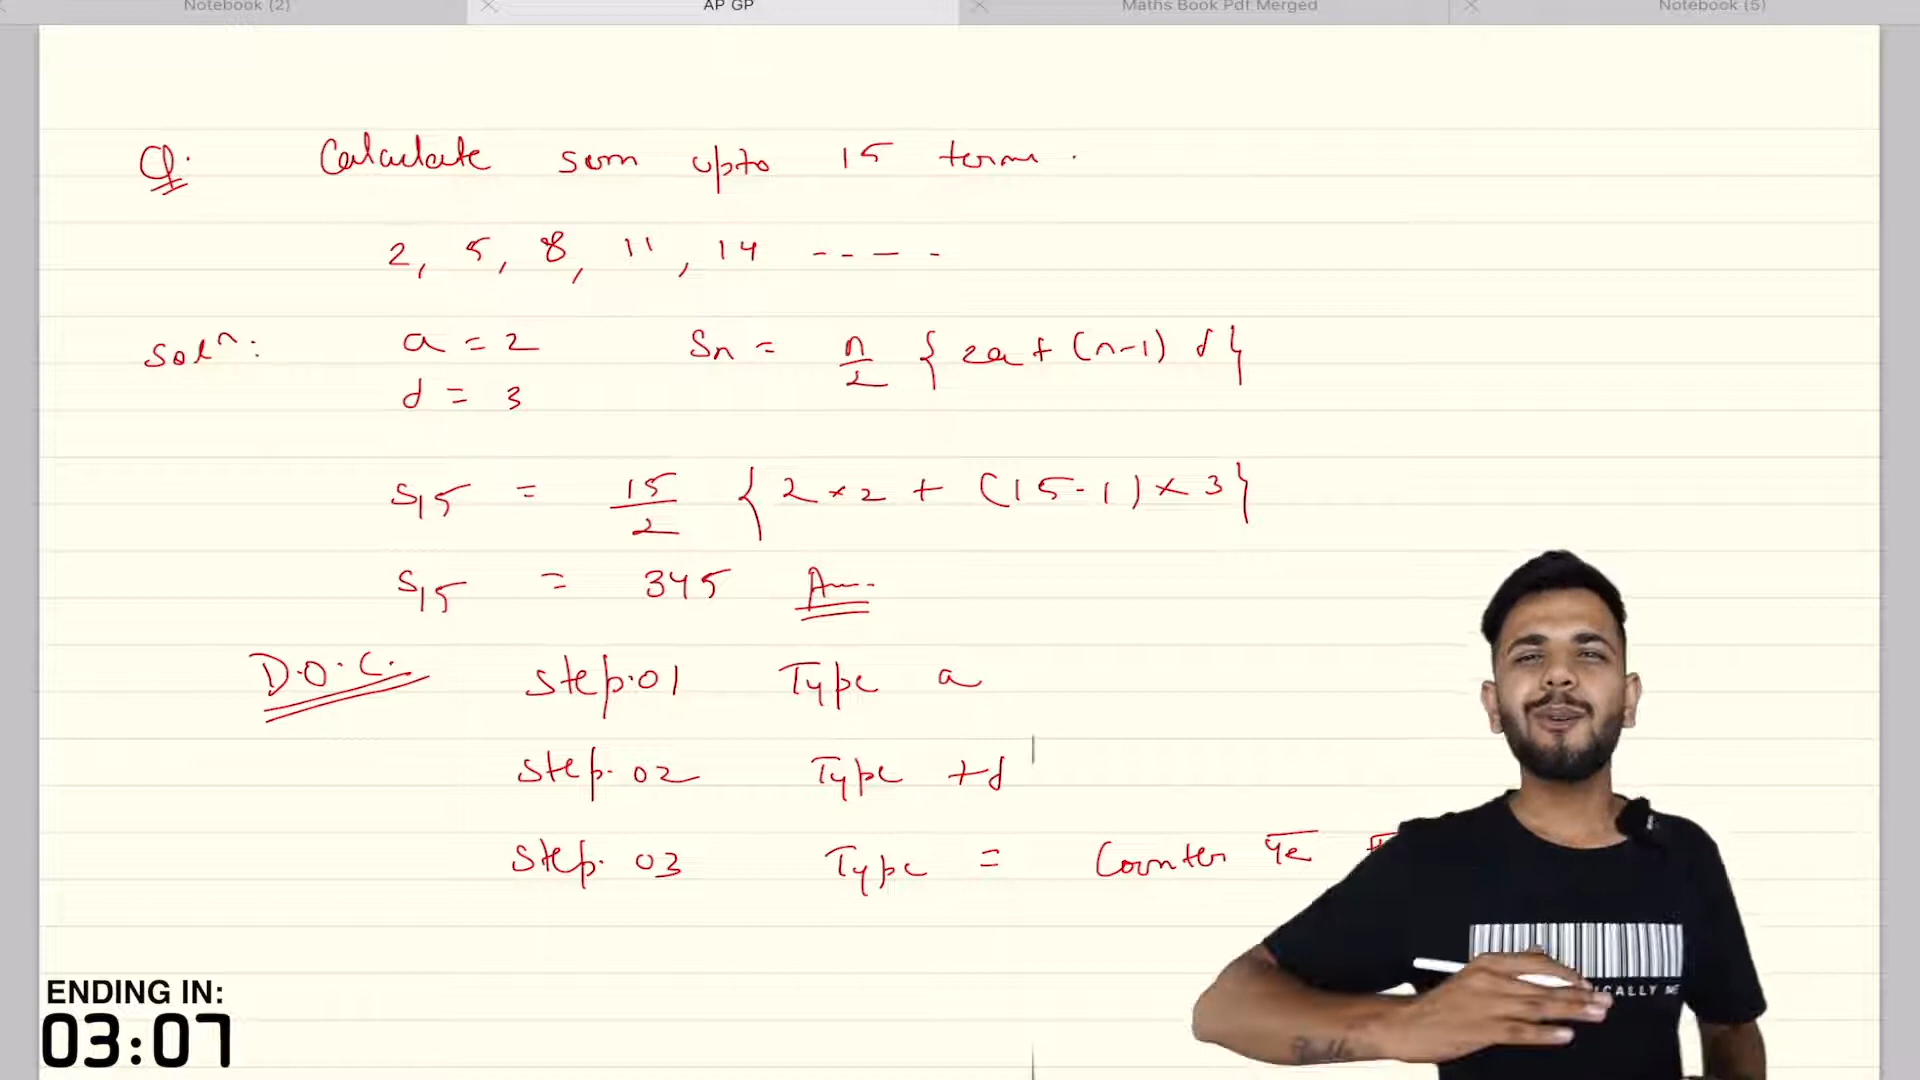 Notebook (2)
AP GP
Maths Book Pdf Merged
Notebook (5)
Q. Calculate sum upto 15 terms.
2, 5, 8, 11, 14 -----
Solⁿ: a = 2 Sn = n/2 {2a + (n-1) d}
d = 3
S15 = 15/2 {2×2 + (15-1)×3}
S15 = 345 Ans.
D.O.C. Step.01 Type a
Step.02 Type +d
Step.03 Type = Counter पे
ENDING IN:
03:07